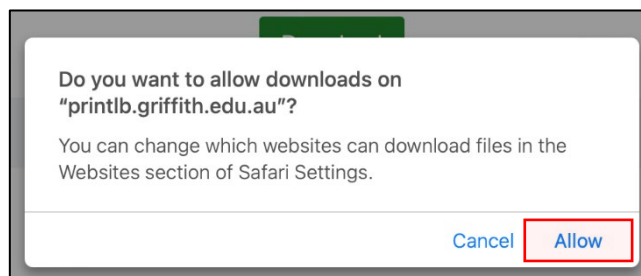 Do you want to allow downloads on
“printlb.griffith.edu.au”?
You can change which websites can download files in the
Websites section of Safari Settings.
Cancel Allow